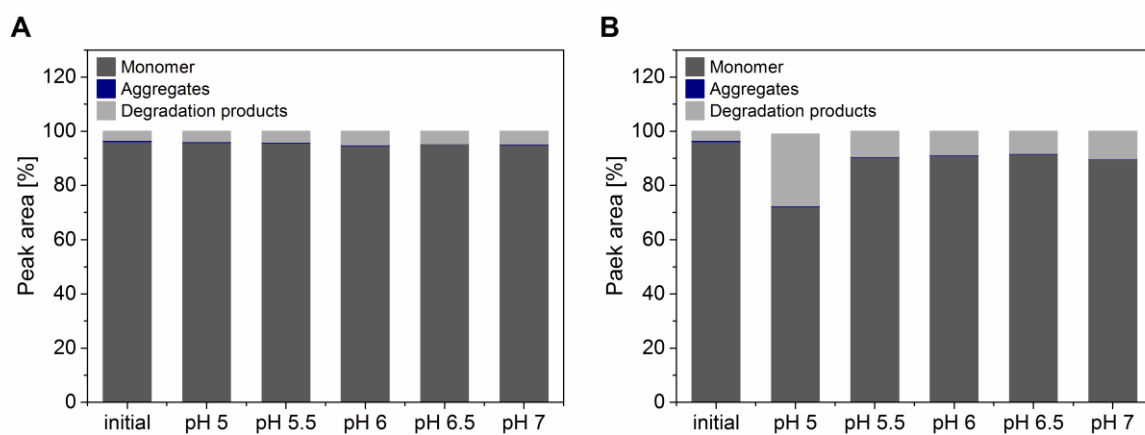 A
Peak area [%]
120
100
80
60
40
20
0
Monomer
Aggregates
Degradation products
initial pH 5 pH 5.5 pH 6 pH 6.5 pH 7
B
Paek area [%]
120
100
80
60
40
20
0
Monomer
Aggregates
Degradation products
initial pH 5 pH 5.5 pH 6 pH 6.5 pH 7